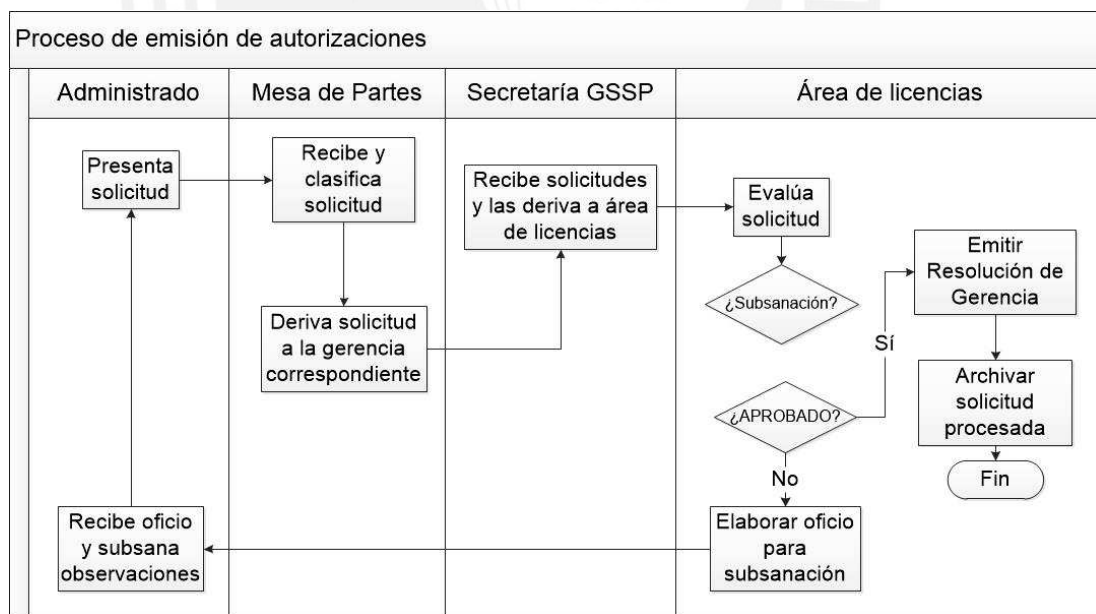 Proceso de emisión de autorizaciones
Administrado
Mesa de Partes
Secretaría GSSP
Área de licencias
Presenta
solicitud
Recibe y
clasifica
solicitud
Deriva solicitud
a la gerencia
correspondiente
Recibe solicitudes
y las deriva a área
de licencias
Evalúa
solicitud
¿Subsanación?
¿APROBADO?
Sí
No
Emitir
Resolución de
Gerencia
Archivar
solicitud
procesada
Fin
Elaborar oficio
para
subsanación
Recibe oficio
y subsana
observaciones